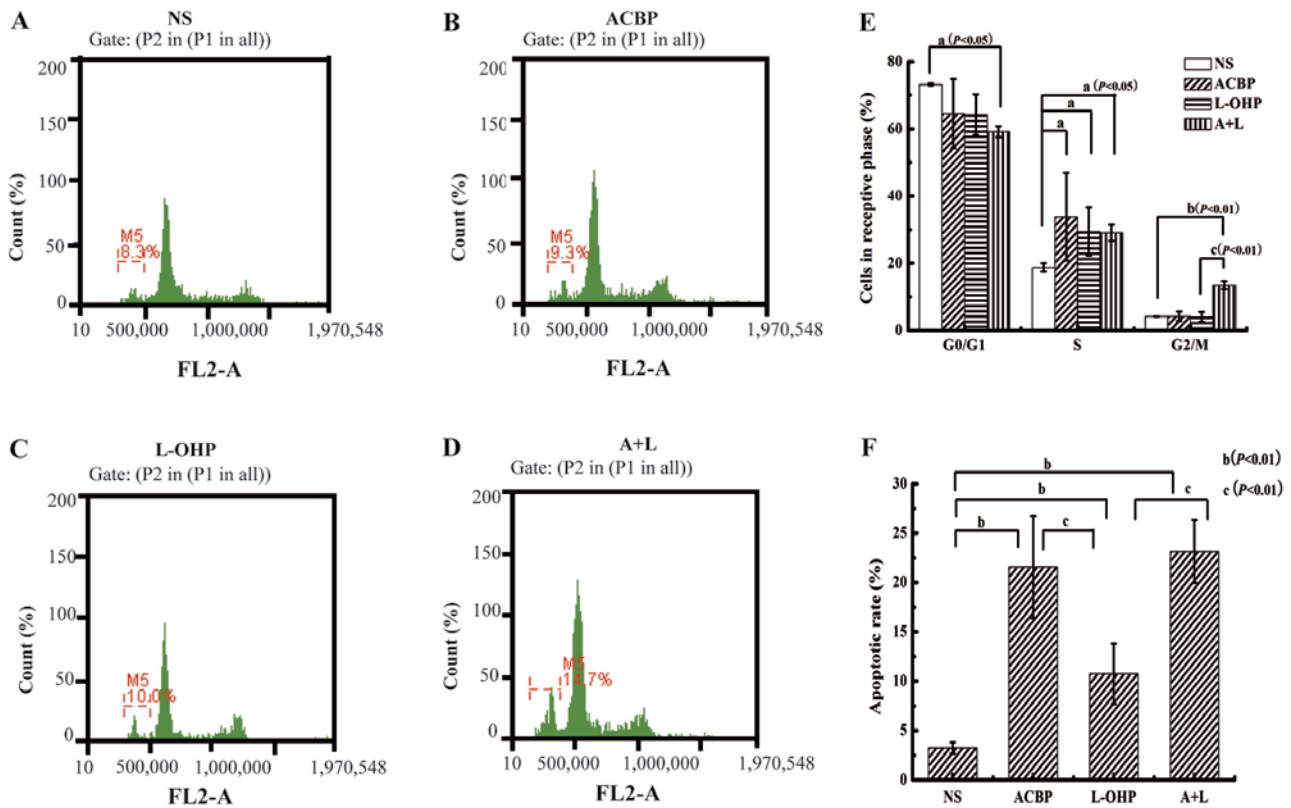 A
NS
Gate: (P2 in (P1 in all))
200
150
100
50
0
Count (%)
M5
8.3%
10
500,000
1,000,000
1,970,548
FL2-A
B
ACBP
Gate: (P2 in (P1 in all))
200
150
100
50
0
Count (%)
M5
9.3%
10
500,000
1,000,000
1,970,548
FL2-A
E
a (P<0.05)
a (P<0.05)
a
a
b(P<0.01)
c(P<0.01)
NS
ACBP
L-OHP
A+L
80
60
40
20
0
Cells in receptive phase (%)
G0/G1
S
G2/M
C
L-OHP
Gate: (P2 in (P1 in all))
200
150
100
50
0
Count (%)
M5
10.0%
10
500,000
1,000,000
1,970,548
FL2-A
D
A+L
Gate: (P2 in (P1 in all))
200
150
100
50
0
Count (%)
M5
14.7%
10
500,000
1,000,000
1,970,548
FL2-A
F
b
b
b
c
c
b(P<0.01)
c (P<0.01)
30
25
20
15
10
5
0
Apoptotic rate (%)
NS
ACBP
L-OHP
A+L